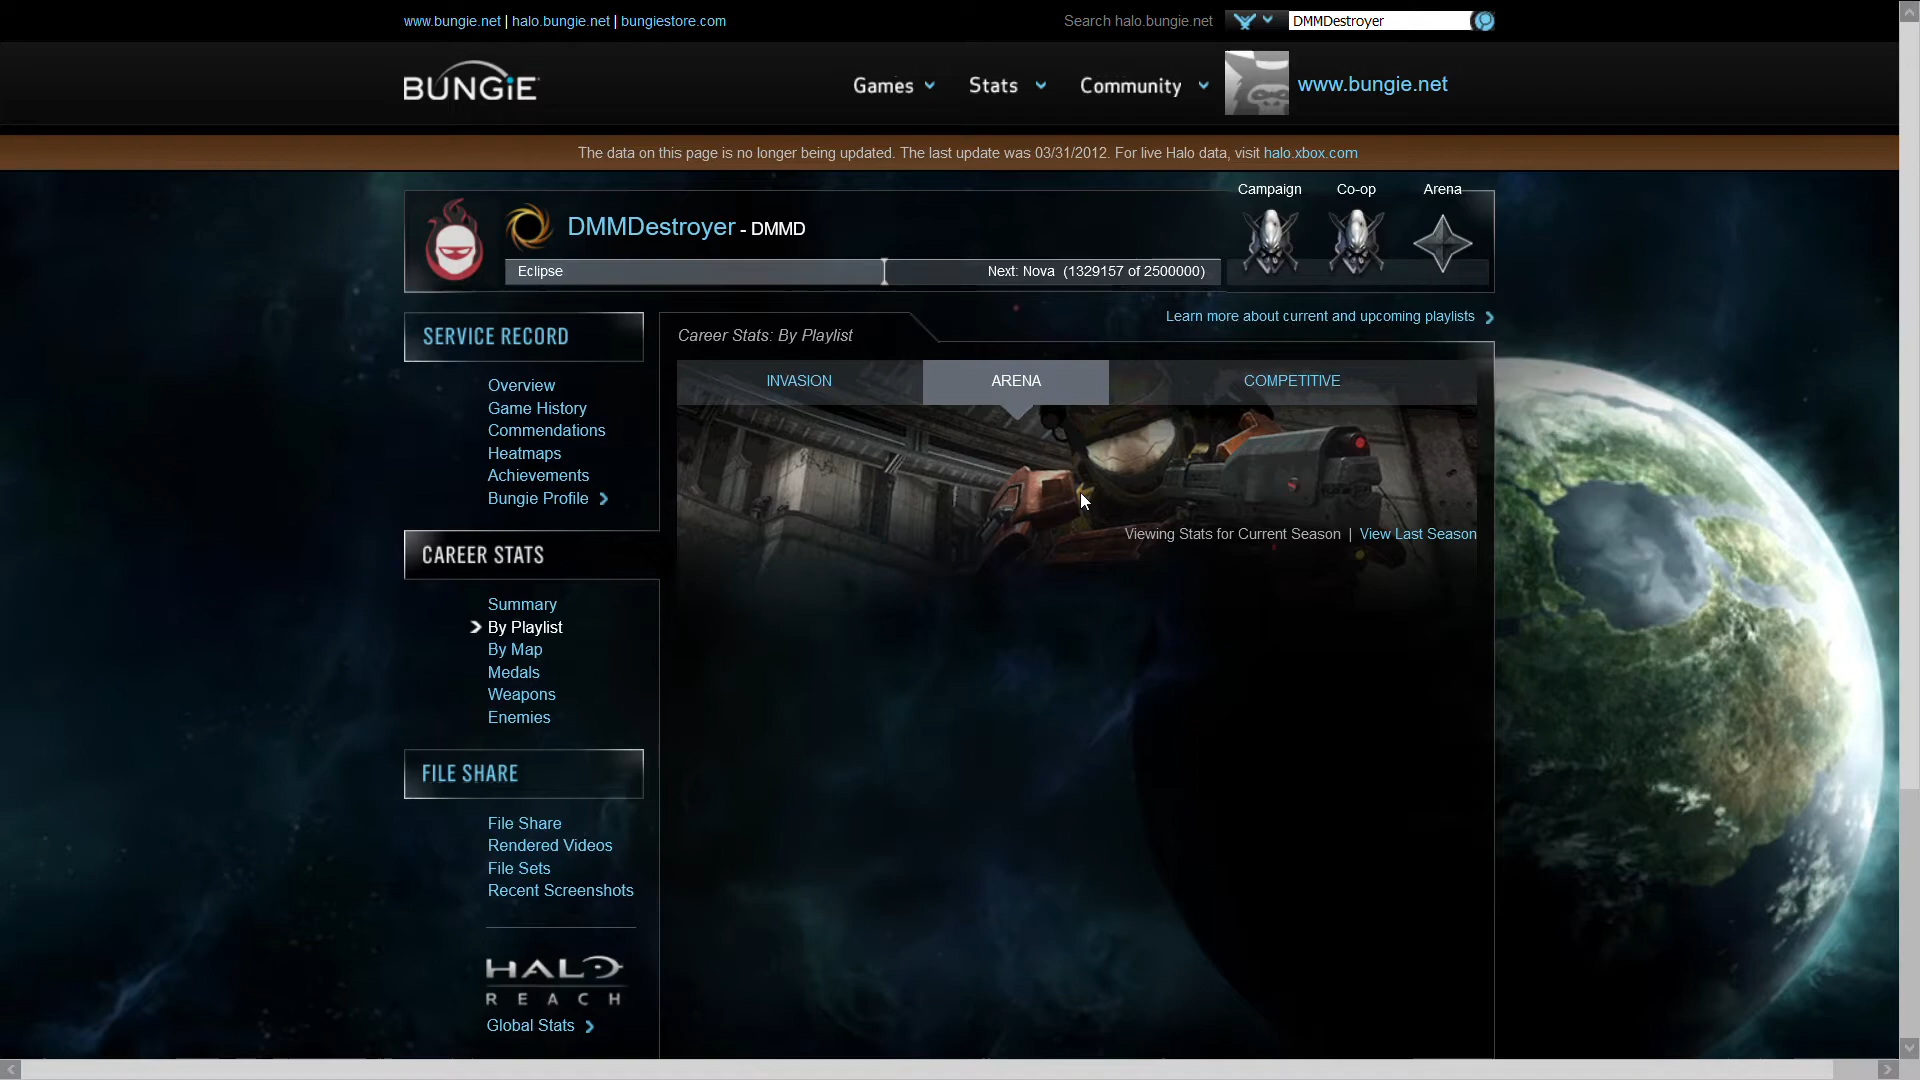 www.bungie.net | halo.bungie.net | bungiestore.com
Search halo.bungie.net
DMMDestroyer
BUNGiE
Games
Stats
Community
www.bungie.net
The data on this page is no longer being updated. The last update was 03/31/2012. For live Halo data, visit halo.xbox.com
DMMDestroyer - DMMD
Campaign
Co-op
Arena
Eclipse
Next: Nova (1329157 of 2500000)
SERVICE RECORD
Overview
Game History
Commendations
Heatmaps
Achievements
Bungie Profile
CAREER STATS
Summary
By Playlist
By Map
Medals
Weapons
Enemies
FILE SHARE
File Share
Rendered Videos
File Sets
Recent Screenshots
HALO
REACH
Global Stats
Learn more about current and upcoming playlists
Career Stats: By Playlist
INVASION
ARENA
COMPETITIVE
Viewing Stats for Current Season | View Last Season